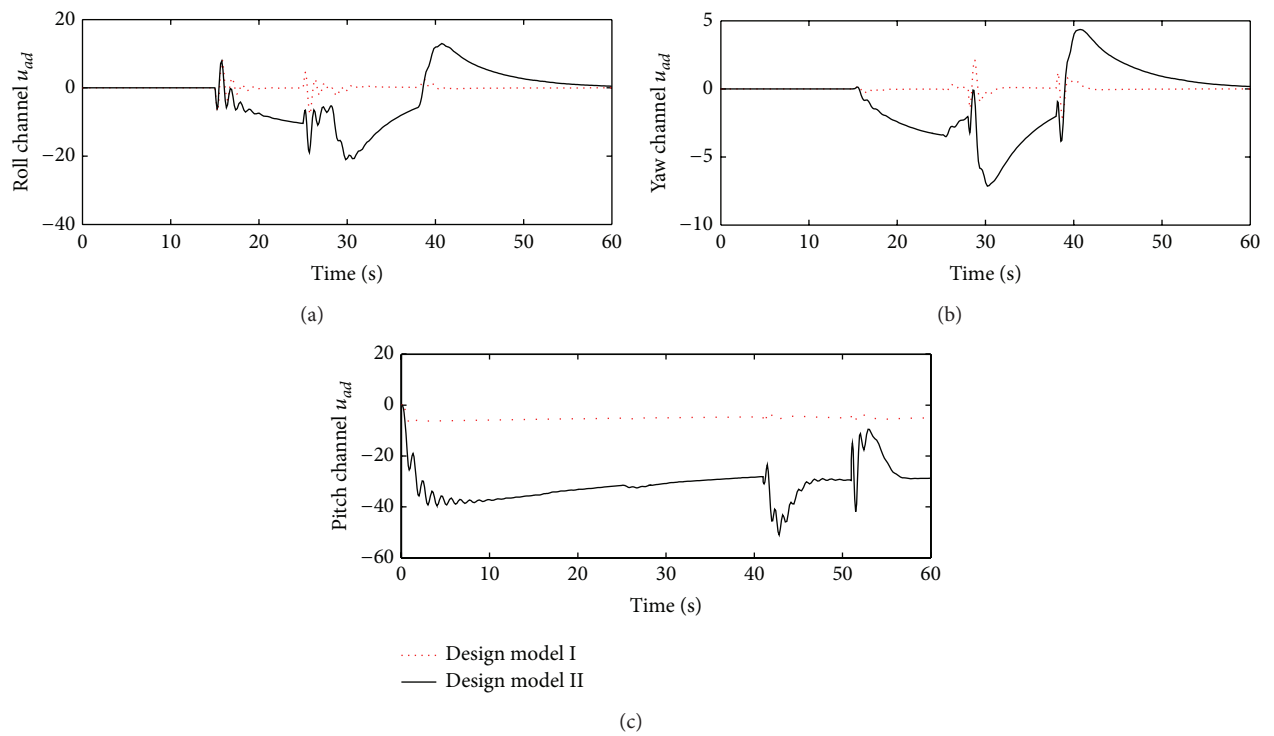 20
0
−20
−40
Roll channel u_ad
0 10 20 30 40 50 60
Time (s)
(a)
5
0
−5
−10
Yaw channel u_ad
0 10 20 30 40 50 60
Time (s)
(b)
20
0
−20
−40
−60
Pitch channel u_ad
0 10 20 30 40 50 60
Time (s)
Design model I
Design model II
(c)